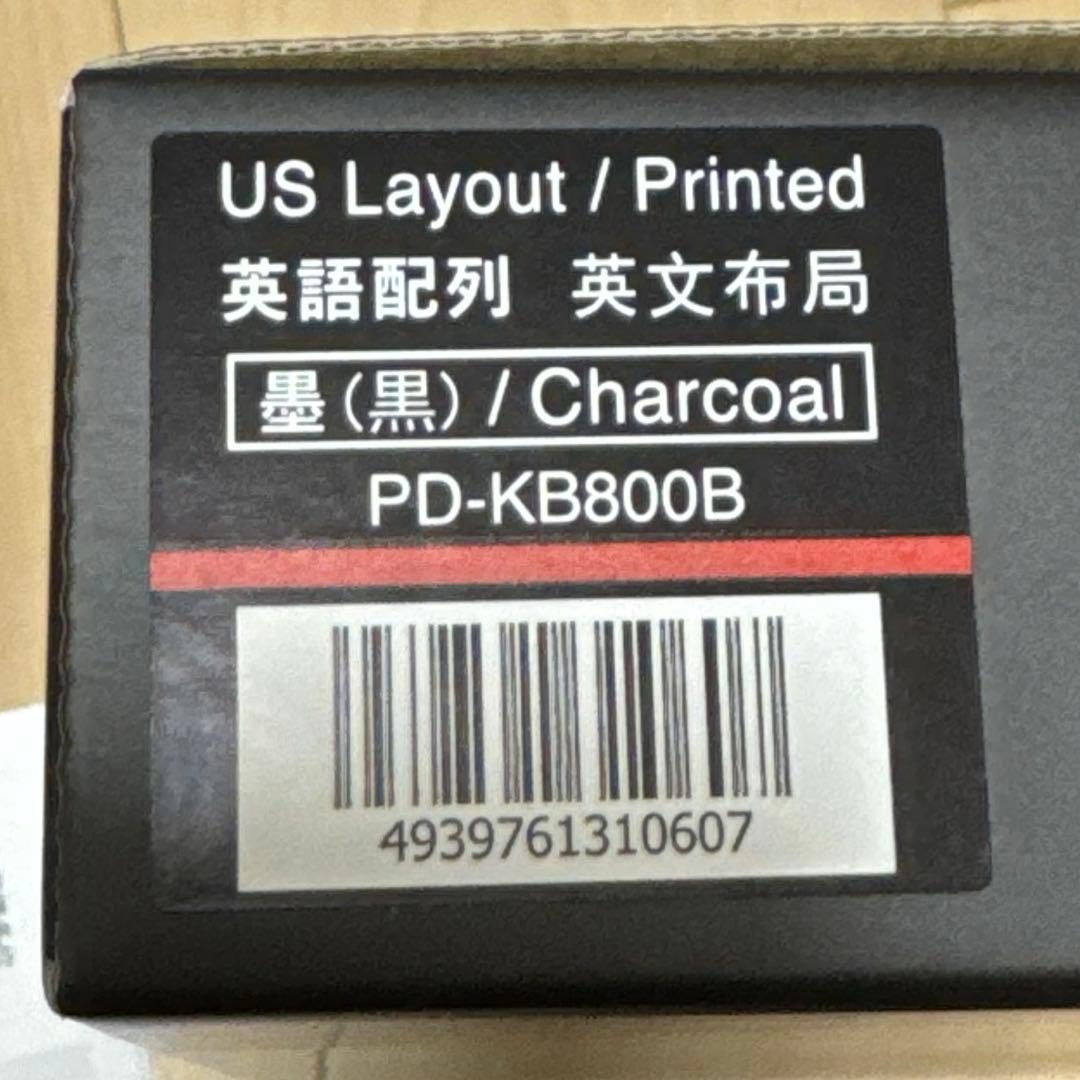 US Layout / Printed
英語配列 英文布局
墨(黒) / Charcoal
PD-KB800B
4939761310607